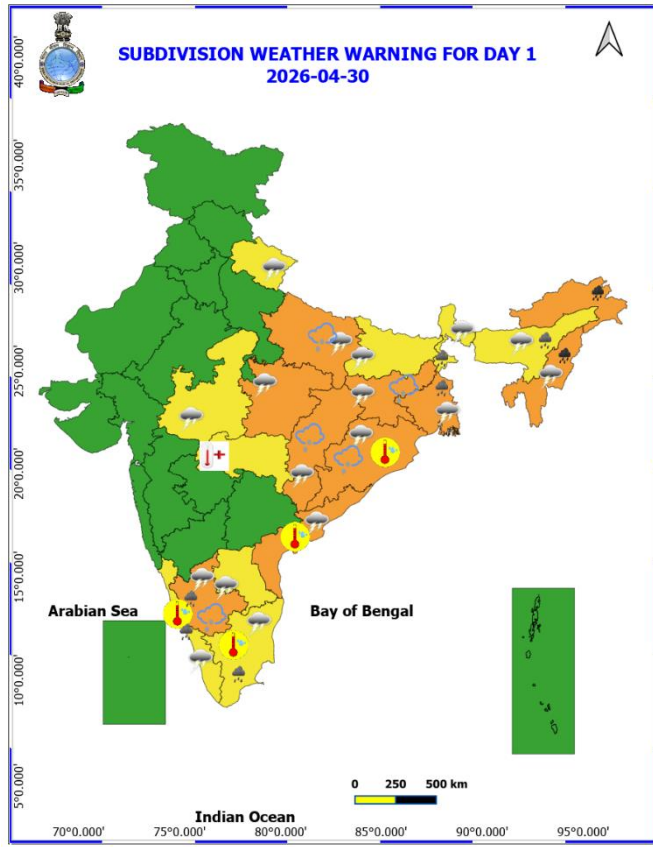 SUBDIVISION WEATHER WARNING FOR DAY 1
2026-04-30
40°0.000'
35°0.000'
30°0.000'
25°0.000'
20°0.000'
15°0.000'
10°0.000'
5°0.000'
Arabian Sea
Bay of Bengal
0 250 500 km
Indian Ocean
70°0.000' 75°0.000' 80°0.000' 85°0.000' 90°0.000' 95°0.000'